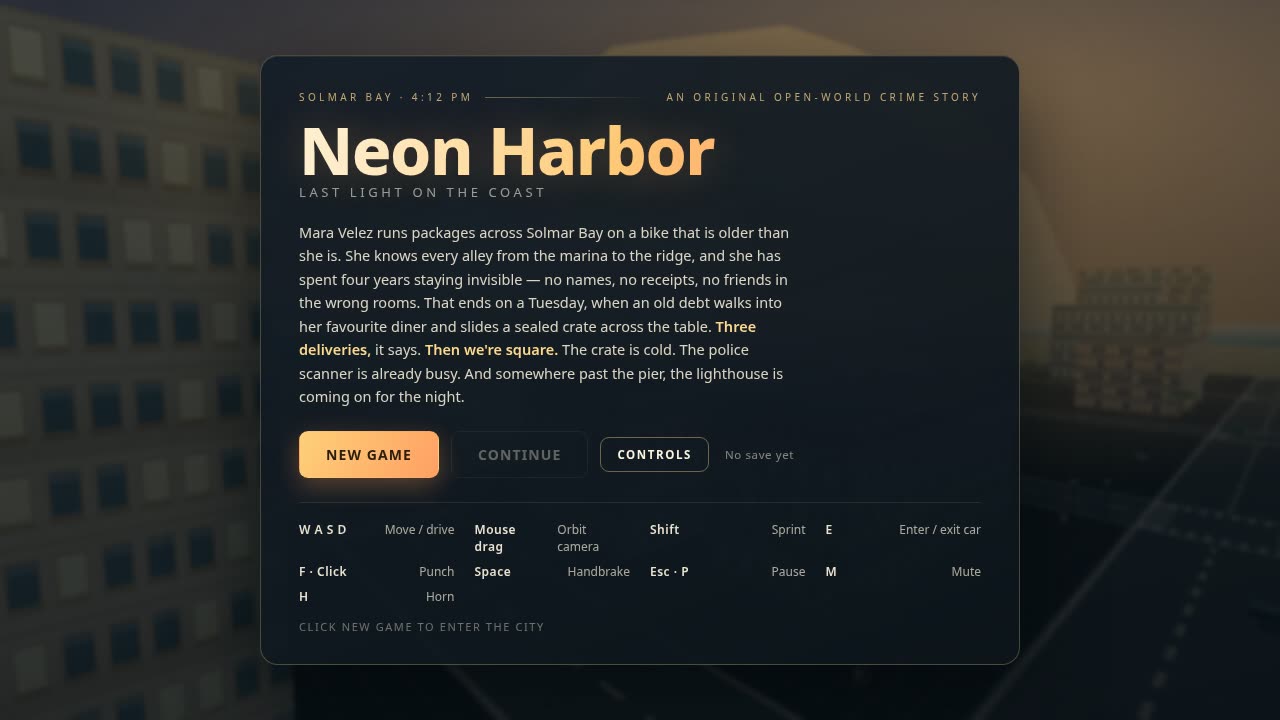 SOLMAR BAY · 4:12 PM AN ORIGINAL OPEN-WORLD CRIME STORY
Neon Harbor
LAST LIGHT ON THE COAST
Mara Velez runs packages across Solmar Bay on a bike that is older than
she is. She knows every alley from the marina to the ridge, and she has
spent four years staying invisible — no names, no receipts, no friends in
the wrong rooms. That ends on a Tuesday, when an old debt walks into
her favourite diner and slides a sealed crate across the table. Three
deliveries, it says. Then we're square. The crate is cold. The police
scanner is already busy. And somewhere past the pier, the lighthouse is
coming on for the night.
NEW GAME CONTINUE CONTROLS No save yet
W A S D Move / drive Mouse drag Orbit camera Shift Sprint E Enter / exit car
F · Click Punch Space Handbrake Esc · P Pause M Mute
H Horn
CLICK NEW GAME TO ENTER THE CITY